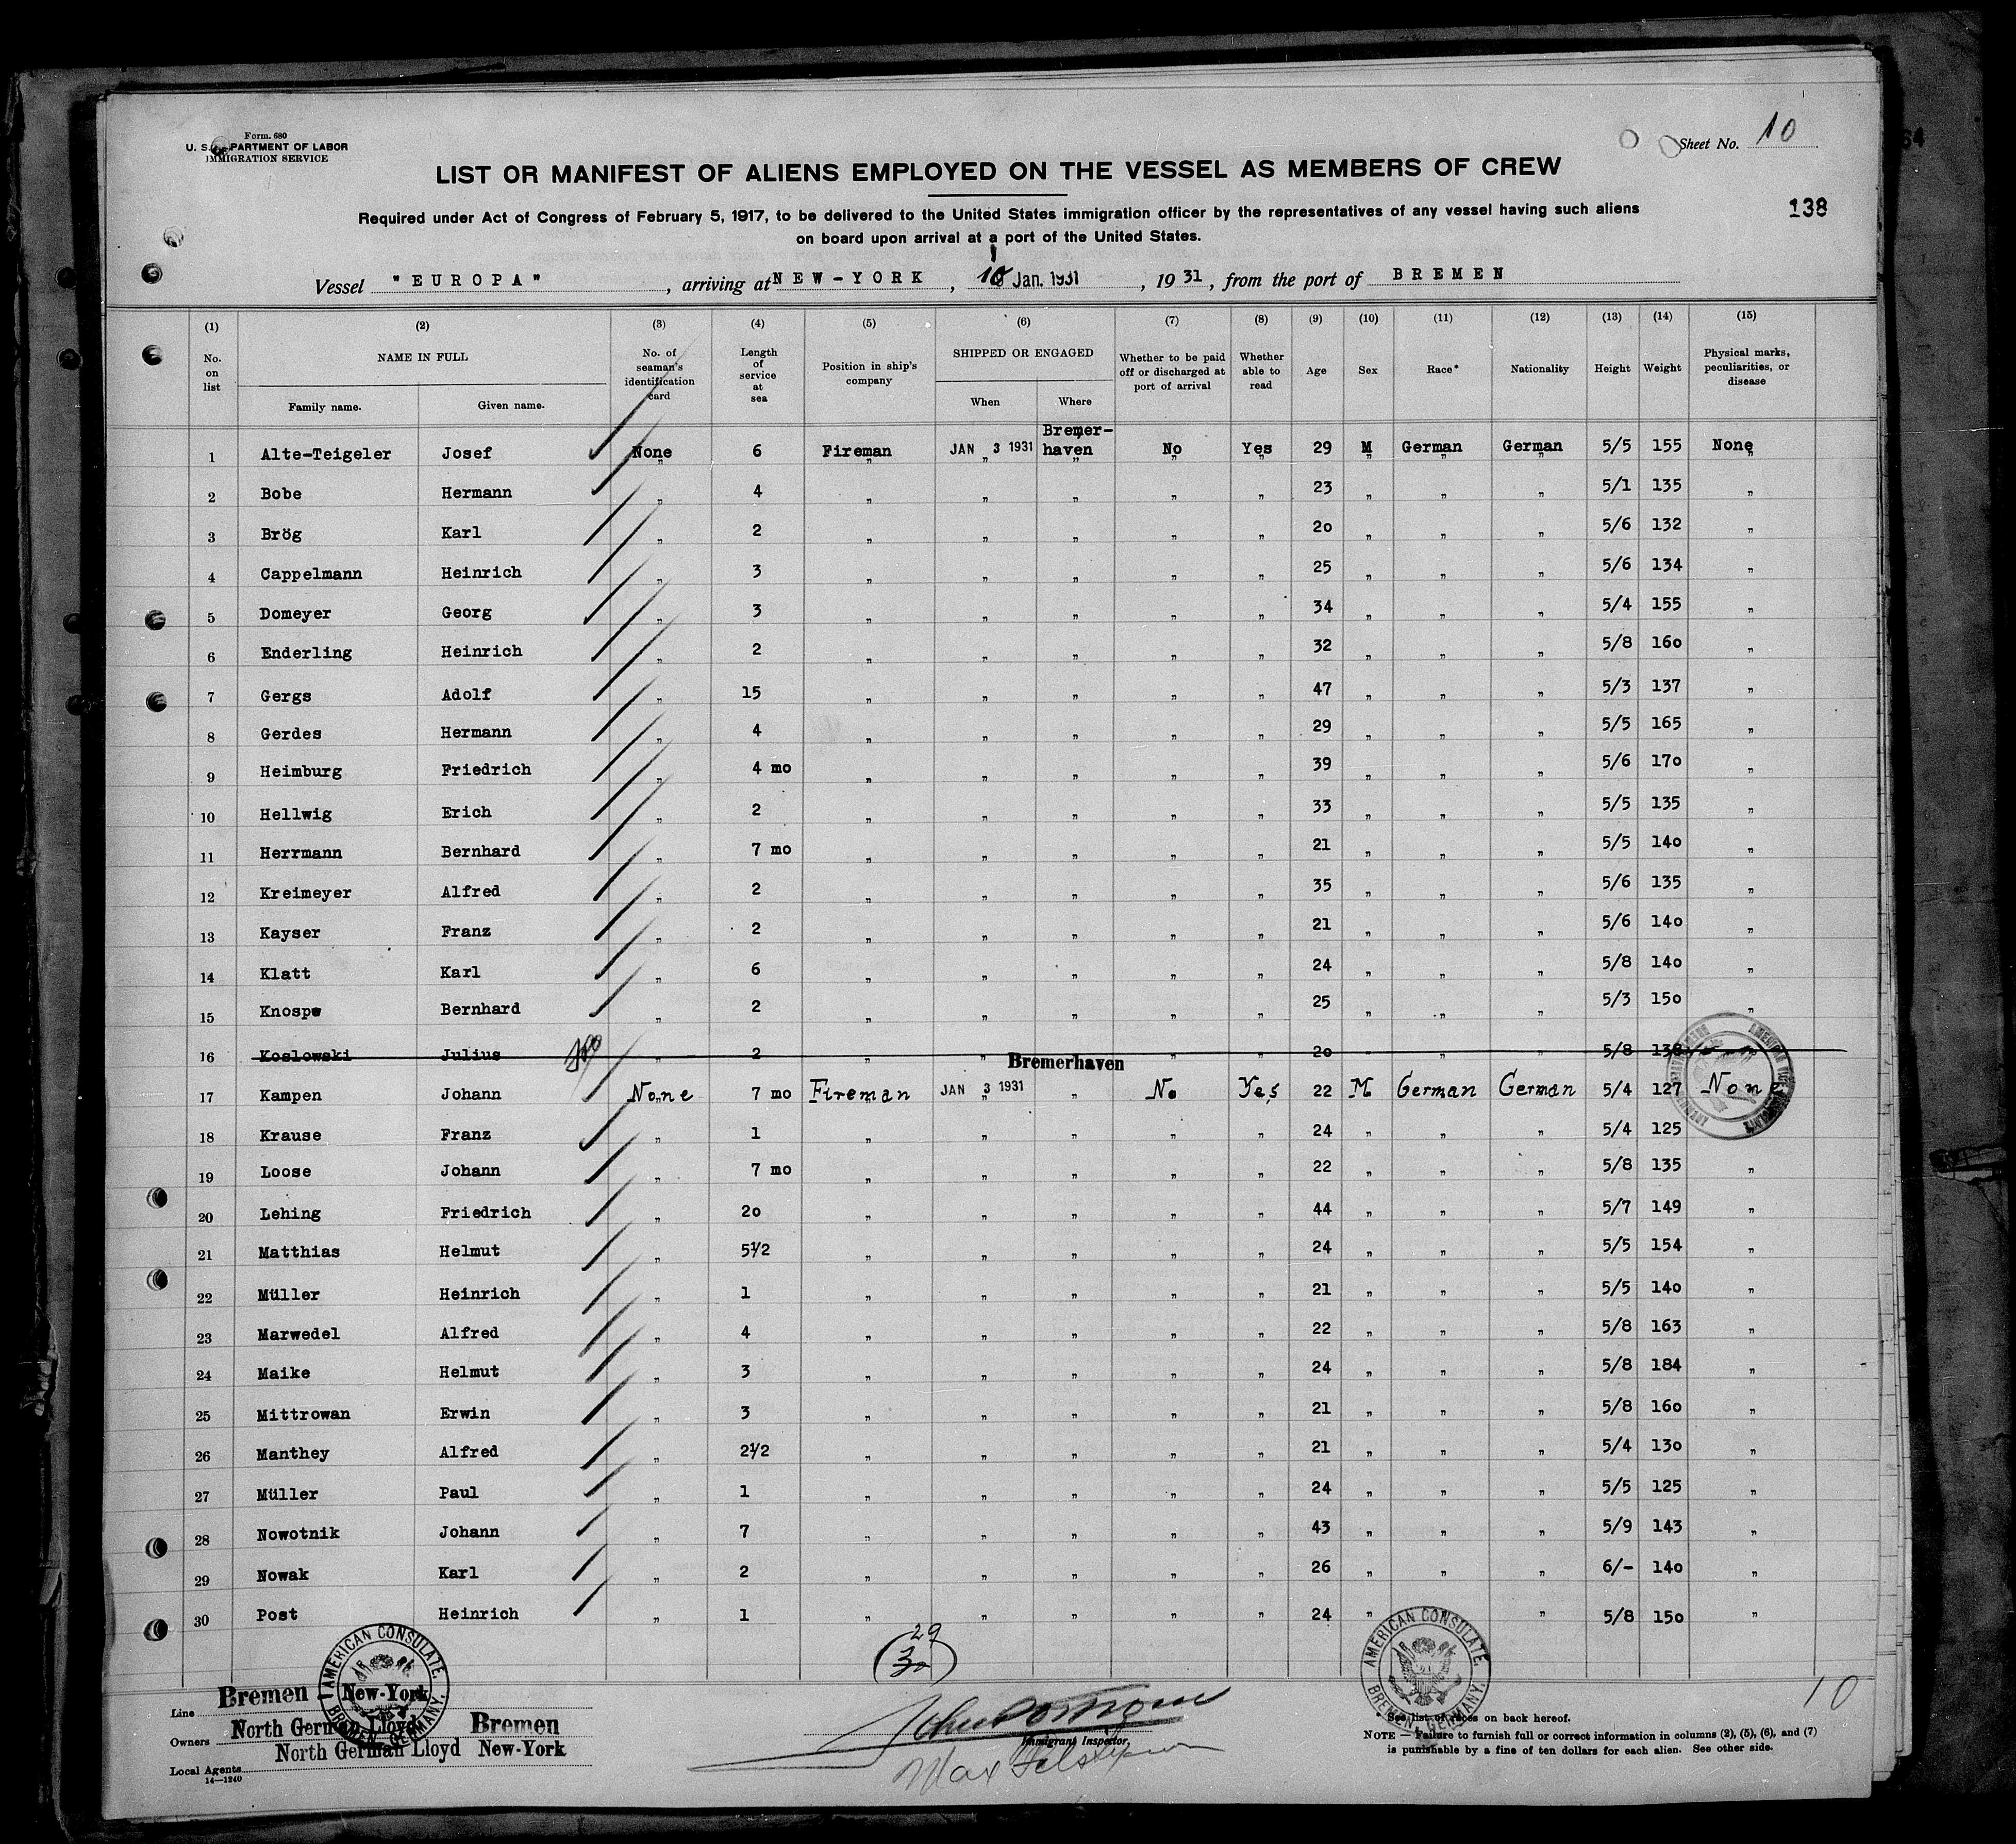 Form. 680
U. S. DEPARTMENT OF LABOR
IMMIGRATION SERVICE
Sheet No. 10
LIST OR MANIFEST OF ALIENS EMPLOYED ON THE VESSEL AS MEMBERS OF CREW
138
Required under Act of Congress of February 5, 1917, to be delivered to the United States immigration officer by the representatives of any vessel having such aliens
on board upon arrival at a port of the United States.
Vessel "EUROPA", arriving at NEW-YORK, 10 Jan. 1931, 1931, from the port of BREMEN
(1) (2) (3) (4) (5) (6) (7) (8) (9) (10) (11) (12) (13) (14) (15)
No. on list NAME IN FULL Family name. Given name. No. of seaman's identification card Length of service at sea Position in ship's company SHIPPED OR ENGAGED When Where Whether to be paid off or discharged at port of arrival Whether able to read Age Sex Race* Nationality Height Weight Physical marks, peculiarities, or disease
1 Alte-Teigeler Josef None 6 Fireman JAN 3 1931 Bremer-haven No Yes 29 M German German 5/5 155 None
2 Bobe Hermann „ 4 „ „ „ „ „ 23 „ „ „ 5/1 135 „
3 Brög Karl „ 2 „ „ „ „ „ 20 „ „ „ 5/6 132 „
4 Cappelmann Heinrich „ 3 „ „ „ „ „ 25 „ „ „ 5/6 134 „
5 Domeyer Georg „ 3 „ „ „ „ „ 34 „ „ „ 5/4 155 „
6 Enderling Heinrich „ 2 „ „ „ „ „ 32 „ „ „ 5/8 160 „
7 Gergs Adolf „ 15 „ „ „ „ „ 47 „ „ „ 5/3 137 „
8 Gerdes Hermann „ 4 „ „ „ „ „ 29 „ „ „ 5/5 165 „
9 Heimburg Friedrich „ 4 mo „ „ „ „ „ 39 „ „ „ 5/6 170 „
10 Hellwig Erich „ 2 „ „ „ „ „ 33 „ „ „ 5/5 135 „
11 Herrmann Bernhard „ 7 mo „ „ „ „ „ 21 „ „ „ 5/5 140 „
12 Kreimeyer Alfred „ 2 „ „ „ „ „ 35 „ „ „ 5/6 135 „
13 Kayser Franz „ 2 „ „ „ „ „ 21 „ „ „ 5/6 140 „
14 Klatt Karl „ 6 „ „ „ „ „ 24 „ „ „ 5/8 140 „
15 Knospe Bernhard „ 2 „ „ „ „ „ 25 „ „ „ 5/3 150 „
16 Koslowski Julius „ 2 „ „ „ „ 20 „ „ 5/8 138
17 Kampen Johann None 7 mo Fireman JAN 3 1931 Bremerhaven No Yes 22 M German German 5/4 127 None
18 Krause Franz „ 1 „ „ „ „ „ 24 „ „ „ 5/4 125
19 Loose Johann „ 7 mo „ „ „ „ „ 22 „ „ „ 5/8 135 „
20 Lehing Friedrich „ 20 „ „ „ „ „ 44 „ „ „ 5/7 149 „
21 Matthias Helmut „ 5½ „ „ „ „ „ 24 „ „ „ 5/5 154 „
22 Müller Heinrich „ 1 „ „ „ „ „ 21 „ „ „ 5/5 140 „
23 Marwedel Alfred „ 4 „ „ „ „ „ 22 „ „ „ 5/8 163 „
24 Maike Helmut „ 3 „ „ „ „ „ 24 „ „ „ 5/8 184 „
25 Mittrowan Erwin „ 3 „ „ „ „ „ 21 „ „ „ 5/8 160 „
26 Manthey Alfred „ 2½ „ „ „ „ „ 21 „ „ „ 5/4 130 „
27 Müller Paul „ 1 „ „ „ „ „ 24 „ „ „ 5/5 125 „
28 Nowotnik Johann „ 7 „ „ „ „ „ 43 „ „ „ 5/9 143 „
29 Nowak Karl „ 2 „ „ „ „ „ 26 „ „ „ 6/- 140 „
30 Post Heinrich „ 1 „ „ „ „ „ 24 „ „ 5/8 150 „
29
(30)
AMERICAN CONSULATE. BREMEN, GERMANY.
AMERICAN CONSULATE. BREMEN, GERMANY.
10
Line Bremen - New-York
Owners North German Lloyd Bremen
North German Lloyd New-York
Local Agents
14—1240
Immigrant Inspector.
Max
* See list of races on back hereof.
NOTE — Failure to furnish full or correct information in columns (2), (5), (6), and (7)
is punishable by a fine of ten dollars for each alien. See other side.